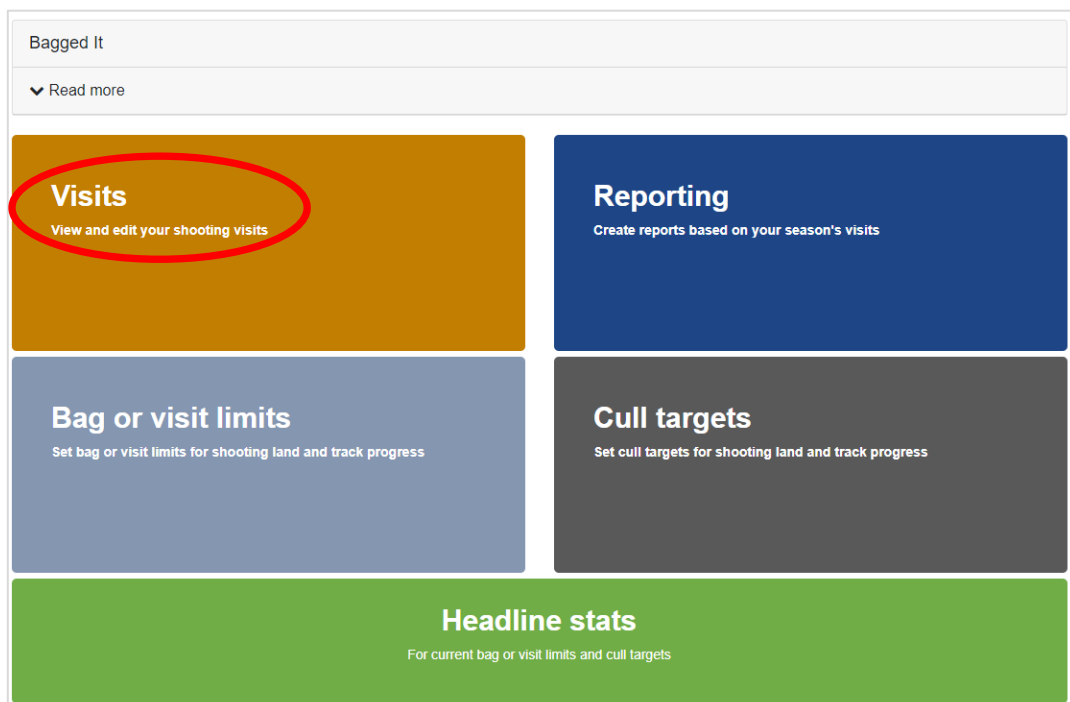 Bagged It
Read more
Visits
View and edit your shooting visits
Reporting
Create reports based on your season's visits
Bag or visit limits
Set bag or visit limits for shooting land and track progress
Cull targets
Set cull targets for shooting land and track progress
Headline stats
For current bag or visit limits and cull targets